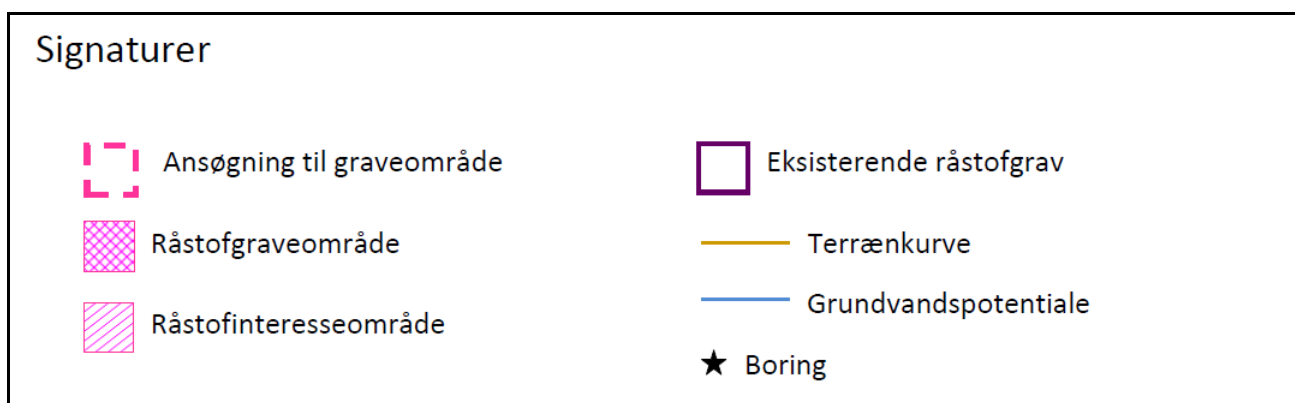 Signaturer
Ansøgning til graveområde
Råstofgraveområde
Råstofinteresseområde
Eksisterende råstofgrav
Terrænkurve
Grundvandspotentiale
Boring